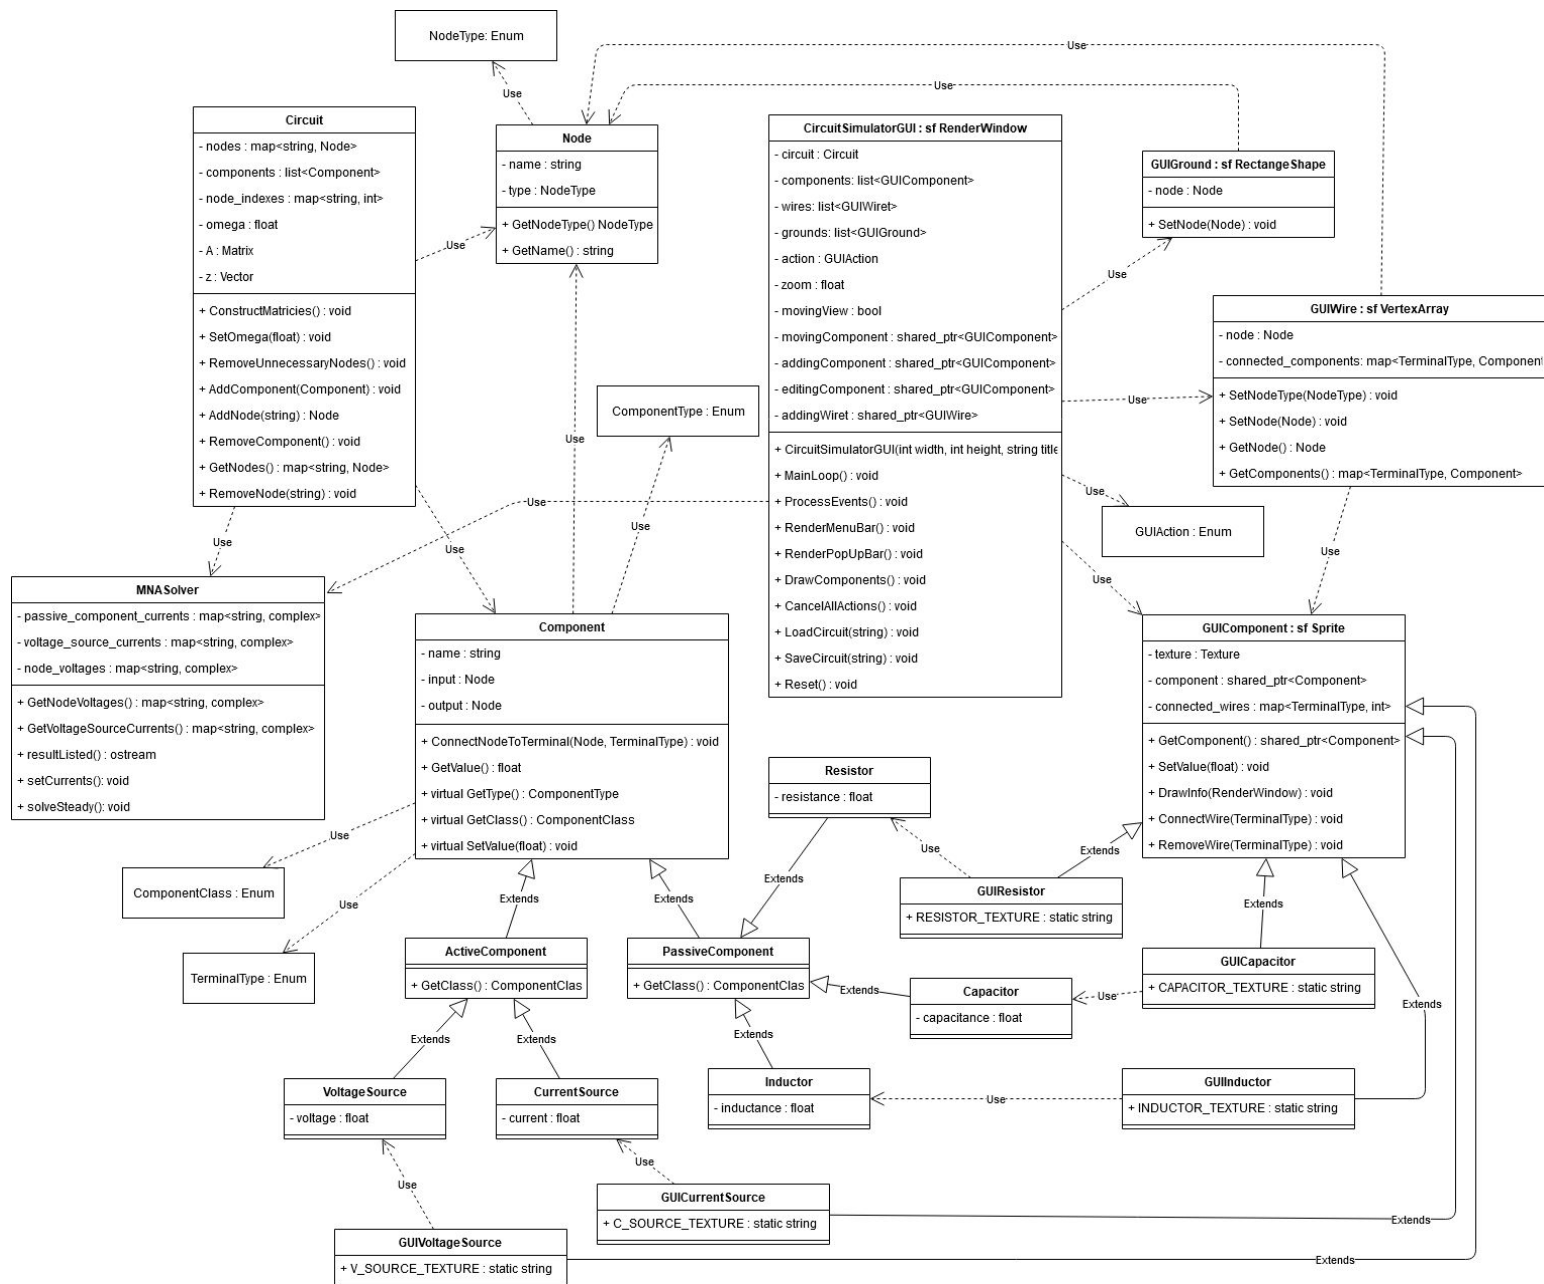 NodeType: Enum
Use
Use
Use
Circuit
- nodes : map<string, Node>
- components : list<Component>
- node_indexes : map<string, int>
- omega : float
- A : Matrix
- z : Vector
+ ConstructMatricies() : void
+ SetOmega(float) : void
+ RemoveUnnecessaryNodes() : void
+ AddComponent(Component) : void
+ AddNode(string) : Node
+ RemoveComponent() : void
+ GetNodes() : map<string, Node>
+ RemoveNode(string) : void
Use
Node
- name : string
- type : NodeType
+ GetNodeType() NodeType
+ GetName() : string
CircuitSimulatorGUI : sf RenderWindow
- circuit : Circuit
- components: list<GUIComponent>
- wires: list<GUIWiret>
- grounds: list<GUIGround>
- action : GUIAction
- zoom : float
- movingView : bool
- movingComponent : shared_ptr<GUIComponent>
- addingComponent : shared_ptr<GUIComponent>
- editingComponent : shared_ptr<GUIComponent>
- addingWiret : shared_ptr<GUIWire>
+ CircuitSimulatorGUI(int width, int height, string title
+ MainLoop() : void
+ ProcessEvents() : void
+ RenderMenuBar() : void
+ RenderPopUpBar() : void
+ DrawComponents() : void
+ CancelAllActions() : void
+ LoadCircuit(string) : void
+ SaveCircuit(string) : void
+ Reset() : void
GUIGround : sf RectangeShape
- node : Node
+ SetNode(Node) : void
Use
GUIWire : sf VertexArray
- node : Node
- connected_components: map<TerminalType, Component
+ SetNodeType(NodeType) : void
+ SetNode(Node) : void
+ GetNode() : Node
+ GetComponents() : map<TerminalType, Component>
Use
ComponentType : Enum
Use
Use
Use
Use
GUIAction : Enum
Use
Use
Use
Use
Use
MNASolver
- passive_component_currents : map<string, complex>
- voltage_source_currents : map<string, complex>
- node_voltages : map<string, complex>
+ GetNodeVoltages() : map<string, complex>
+ GetVoltageSourceCurrents() : map<string, complex>
+ resultListed() : ostream
+ setCurrents(): void
+ solveSteady(): void
Component
- name : string
- input : Node
- output : Node
+ ConnectNodeToTerminal(Node, TerminalType) : void
+ GetValue() : float
+ virtual GetType() : ComponentType
+ virtual GetClass() : ComponentClass
+ virtual SetValue(float) : void
GUIComponent : sf Sprite
- texture : Texture
- component : shared_ptr<Component>
- connected_wires : map<TerminalType, int>
+ GetComponent() : shared_ptr<Component>
+ SetValue(float) : void
+ DrawInfo(RenderWindow) : void
+ ConnectWire(TerminalType) : void
+ RemoveWire(TerminalType) : void
Resistor
- resistance : float
Use
Use
Extends
ComponentClass : Enum
Extends
GUIResistor
+ RESISTOR_TEXTURE : static string
Use
Extends
Extends
Extends
TerminalType : Enum
ActiveComponent
+ GetClass() : ComponentClas
PassiveComponent
+ GetClass() : ComponentClas
Extends
Capacitor
- capacitance : float
Use
GUICapacitor
+ CAPACITOR_TEXTURE : static string
Extends
Extends
Extends
Extends
VoltageSource
- voltage : float
CurrentSource
- current : float
Inductor
- inductance : float
Use
GUIInductor
+ INDUCTOR_TEXTURE : static string
Use
Use
GUICurrentSource
+ C_SOURCE_TEXTURE : static string
Extends
GUIVoltageSource
+ V_SOURCE_TEXTURE : static string
Extends